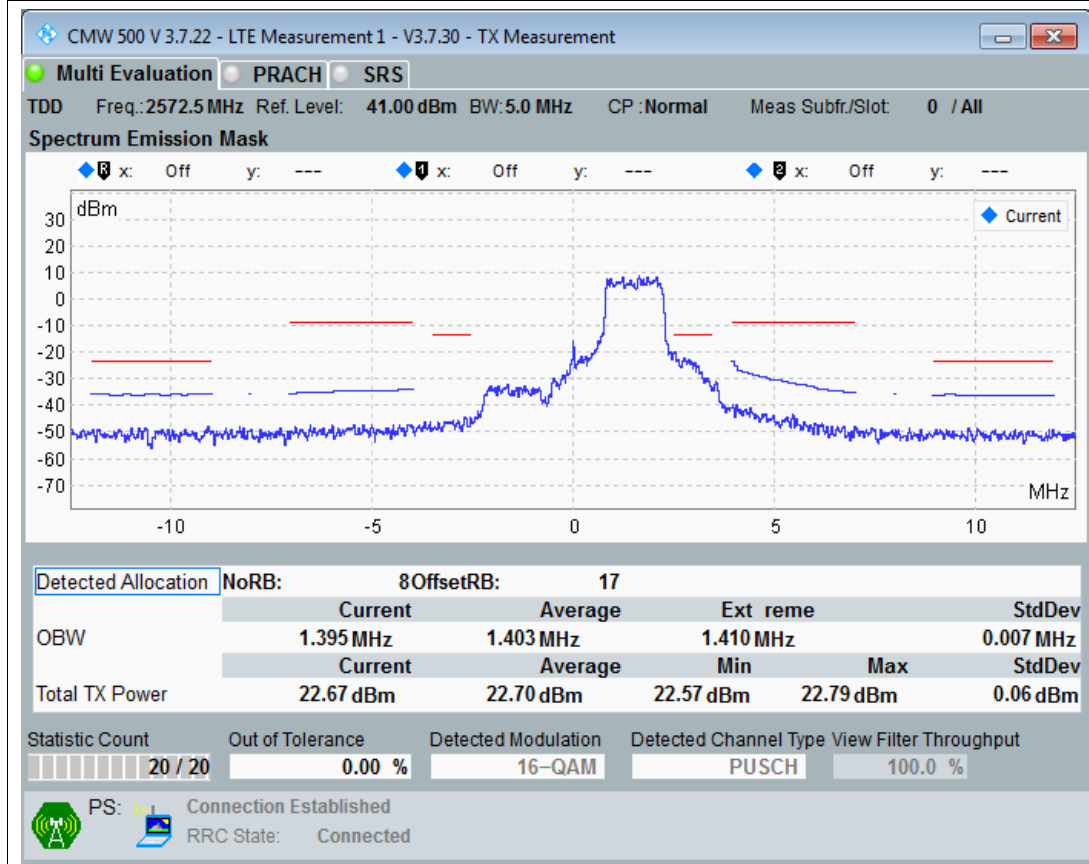 CMW 500 V 3.7.22 - LTE Measurement 1 - V3.7.30 - TX Measurement
Multi Evaluation PRACH SRS
TDD Freq.: 2572.5 MHz Ref. Level: 41.00 dBm BW: 5.0 MHz CP : Normal Meas Subfr./Slot: 0 / All
Spectrum Emission Mask
R x: Off y: --- 1 x: Off y: --- 2 x: Off y: ---
dBm
Current
30
20
10
0
-10
-20
-30
-40
-50
-60
-70
MHz
-10 -5 0 5 10
Detected Allocation NoRB: 8 OffsetRB: 17
Current Average Ext reme StdDev
OBW 1.395 MHz 1.403 MHz 1.410 MHz 0.007 MHz
Current Average Min Max StdDev
Total TX Power 22.67 dBm 22.70 dBm 22.57 dBm 22.79 dBm 0.06 dBm
Statistic Count Out of Tolerance Detected Modulation Detected Channel Type View Filter Throughput
20 / 20 0.00 % 16-QAM PUSCH 100.0 %
PS: Connection Established
RRC State: Connected